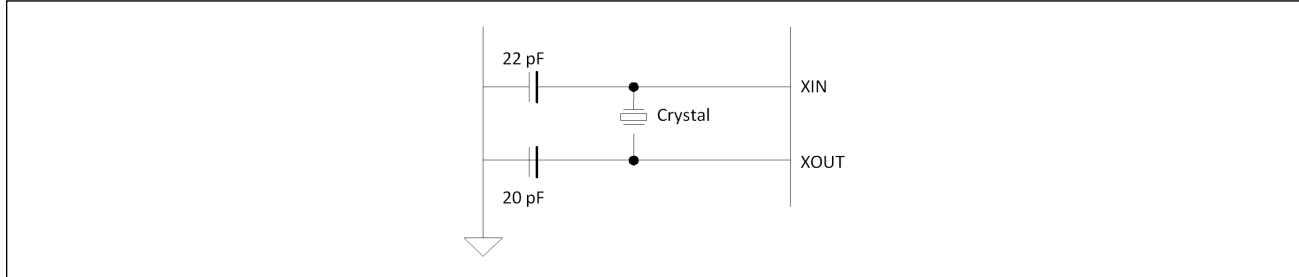 22 pF
XIN
Crystal
XOUT
20 pF